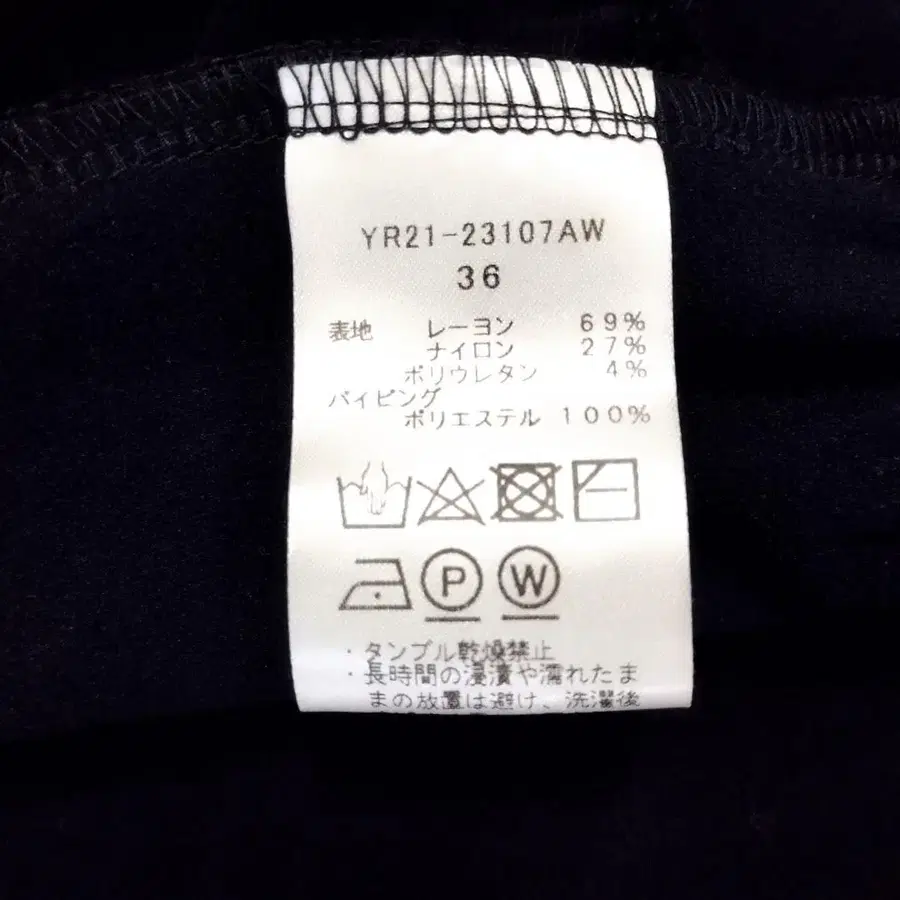 YR21-23107AW
36
表地 レーヨン 69%
ナイロン 27%
ポリウレタン 4%
パイピング
ポリエステル 100%
P W
・タンブル乾燥禁止
・長時間の浸漬や濡れたま
まの放置は避け、洗濯後